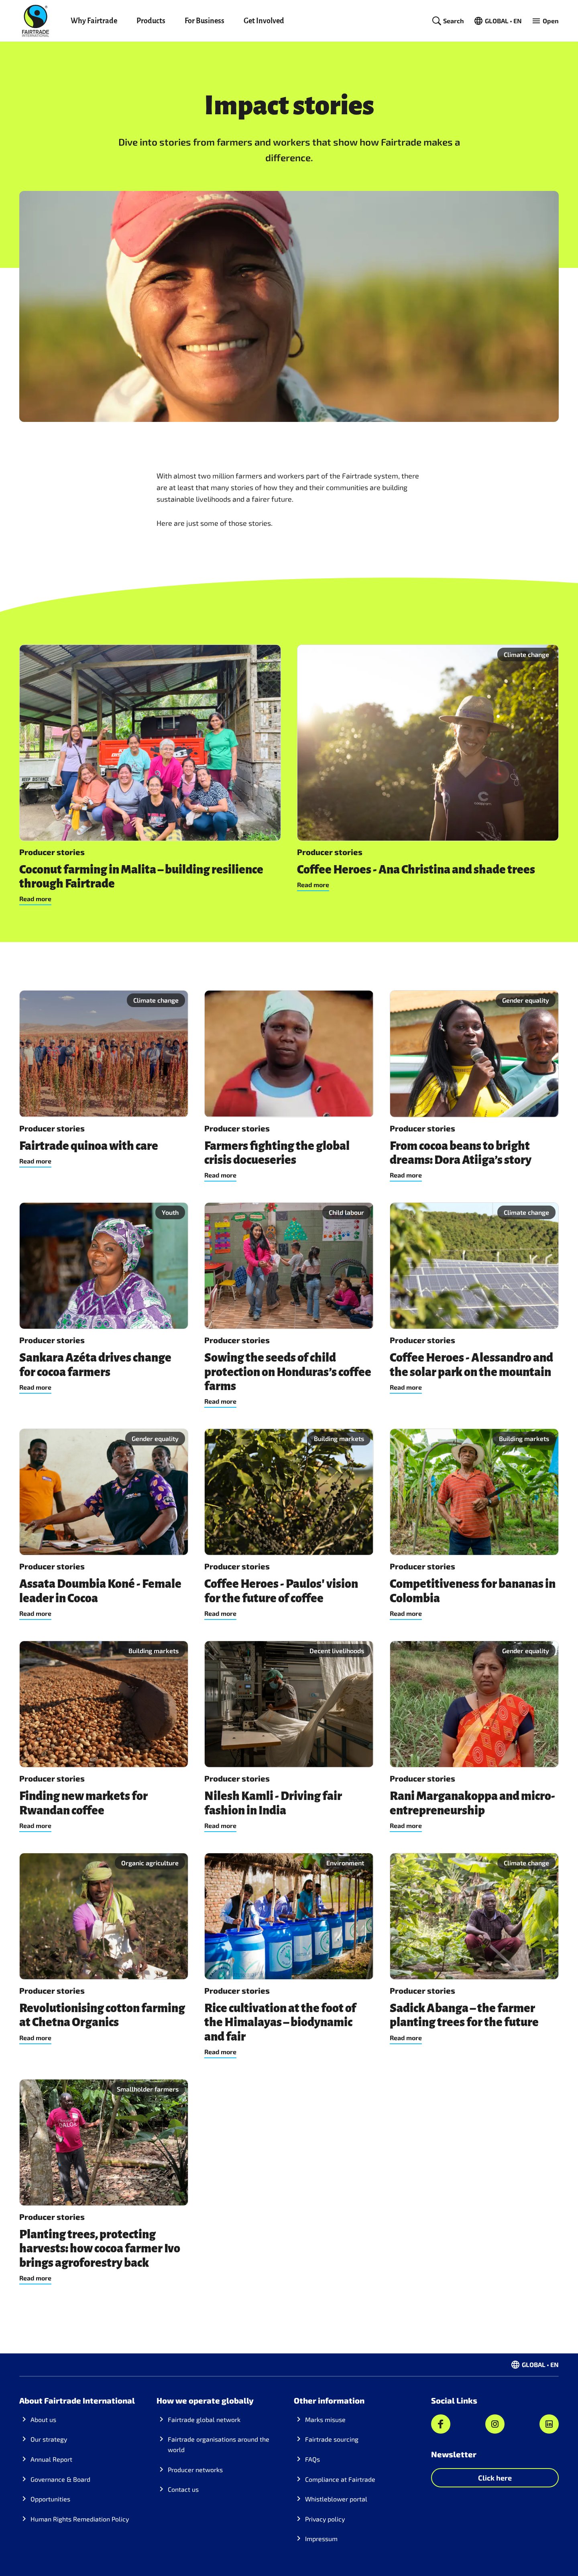 FAIRTRADE
INTERNATIONAL
Why Fairtrade
Products
For Business
Get Involved
Search
GLOBAL - EN
Open
Impact stories
Dive into stories from farmers and workers that show how Fairtrade makes a
difference.
With almost two million farmers and workers part of the Fairtrade system, there
are at least that many stories of how they and their communities are building
sustainable livelihoods and a fairer future.
Here are just some of those stories.
KEEP DISTANCE
Producer stories
Coconut farming in Malita – building resilience
through Fairtrade
Read more
Climate change
Producer stories
Coffee Heroes - Ana Christina and shade trees
Read more
Climate change
Producer stories
Fairtrade quinoa with care
Read more
Producer stories
Farmers fighting the global
crisis docueseries
Read more
Gender equality
Producer stories
From cocoa beans to bright
dreams: Dora Atiiga’s story
Read more
Youth
Producer stories
Sankara Azéta drives change
for cocoa farmers
Read more
Child labour
Producer stories
Sowing the seeds of child
protection on Honduras’s coffee
farms
Read more
Climate change
Producer stories
Coffee Heroes - Alessandro and
the solar park on the mountain
Read more
Gender equality
Producer stories
Assata Doumbia Koné - Female
leader in Cocoa
Read more
Building markets
Producer stories
Coffee Heroes - Paulos' vision
for the future of coffee
Read more
Building markets
Producer stories
Competitiveness for bananas in
Colombia
Read more
Building markets
Producer stories
Finding new markets for
Rwandan coffee
Read more
Decent livelihoods
Producer stories
Nilesh Kamli - Driving fair
fashion in India
Read more
Gender equality
Producer stories
Rani Marganakoppa and micro-
entrepreneurship
Read more
Organic agriculture
Producer stories
Revolutionising cotton farming
at Chetna Organics
Read more
Environment
Producer stories
Rice cultivation at the foot of
the Himalayas – biodynamic
and fair
Read more
Climate change
Producer stories
Sadick Abanga – the farmer
planting trees for the future
Read more
Smallholder farmers
Producer stories
Planting trees, protecting
harvests: how cocoa farmer Ivo
brings agroforestry back
Read more
GLOBAL - EN
About Fairtrade International
About us
Our strategy
Annual Report
Governance & Board
Opportunities
Human Rights Remediation Policy
How we operate globally
Fairtrade global network
Fairtrade organisations around the
world
Producer networks
Contact us
Other information
Marks misuse
Fairtrade sourcing
FAQs
Compliance at Fairtrade
Whistleblower portal
Privacy policy
Impressum
Social Links
Newsletter
Click here